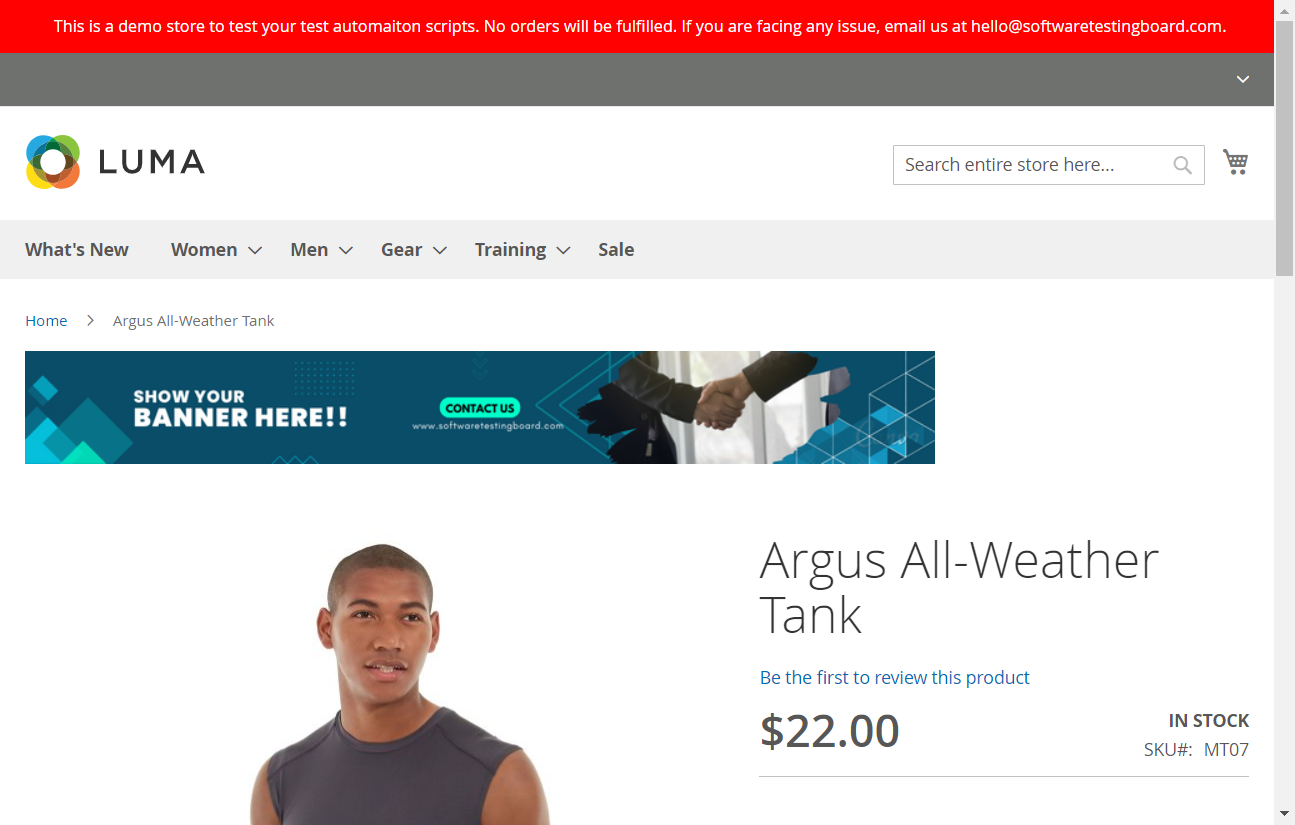 This is a demo store to test your test automaiton scripts. No orders will be fulfilled. If you are facing any issue, email us at hello@softwaretestingboard.com.
LUMA
Search entire store here...
What's New Women Men Gear Training Sale
Home Argus All-Weather Tank
SHOW YOUR
BANNER HERE!!
CONTACT US
www.softwaretestingboard.com
Argus All-Weather
Tank
Be the first to review this product
$22.00
IN STOCK
SKU#: MT07